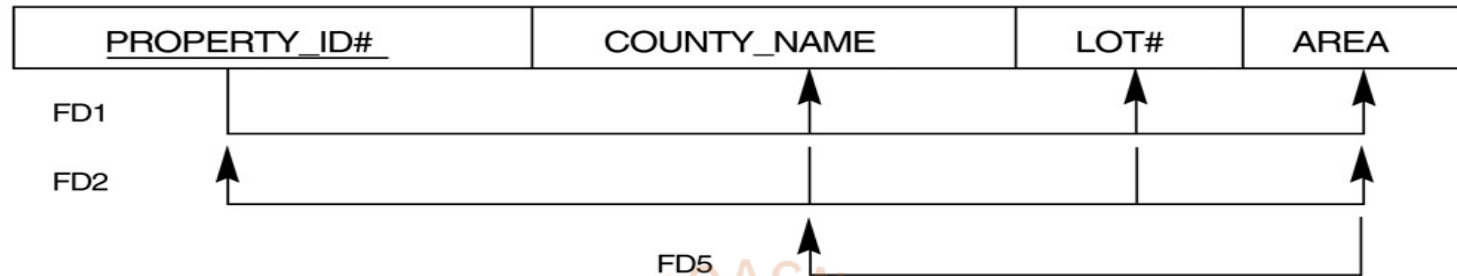 PROPERTY_ID# COUNTY_NAME LOT# AREA
FD1
FD2
FD5